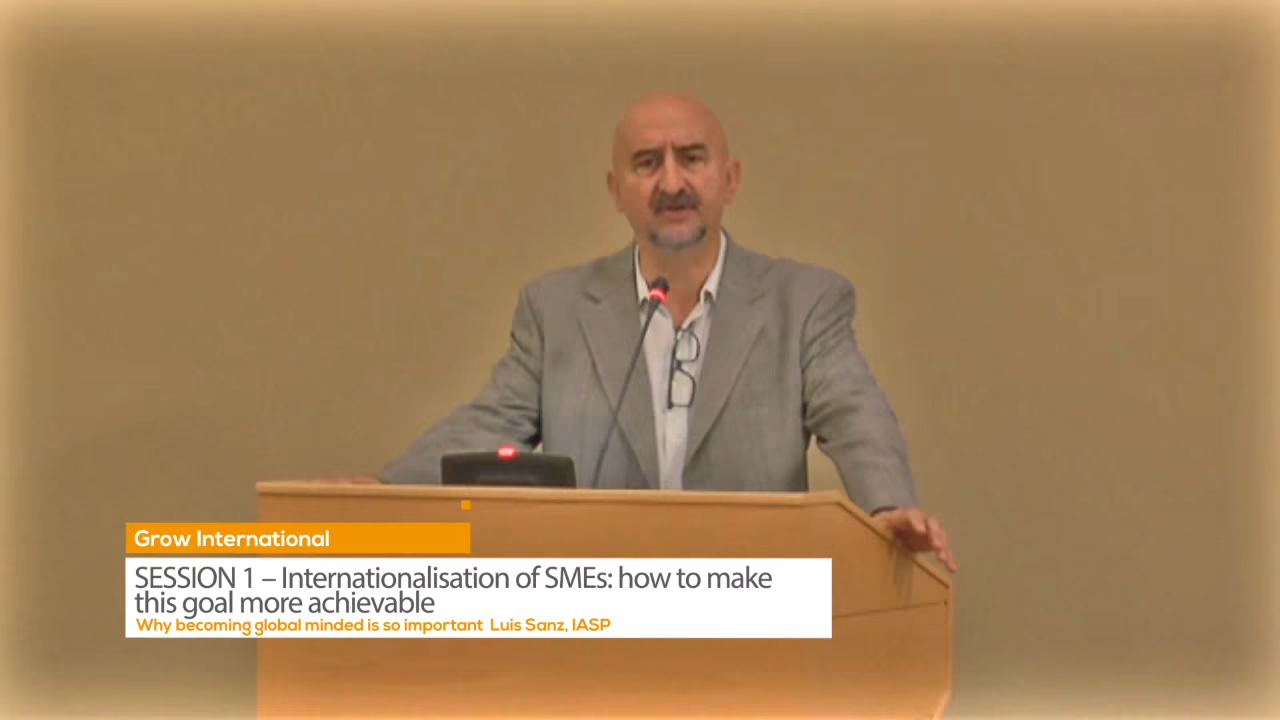 Grow International
SESSION 1 – Internationalisation of SMEs: how to make
this goal more achievable
Why becoming global minded is so important Luis Sanz, IASP